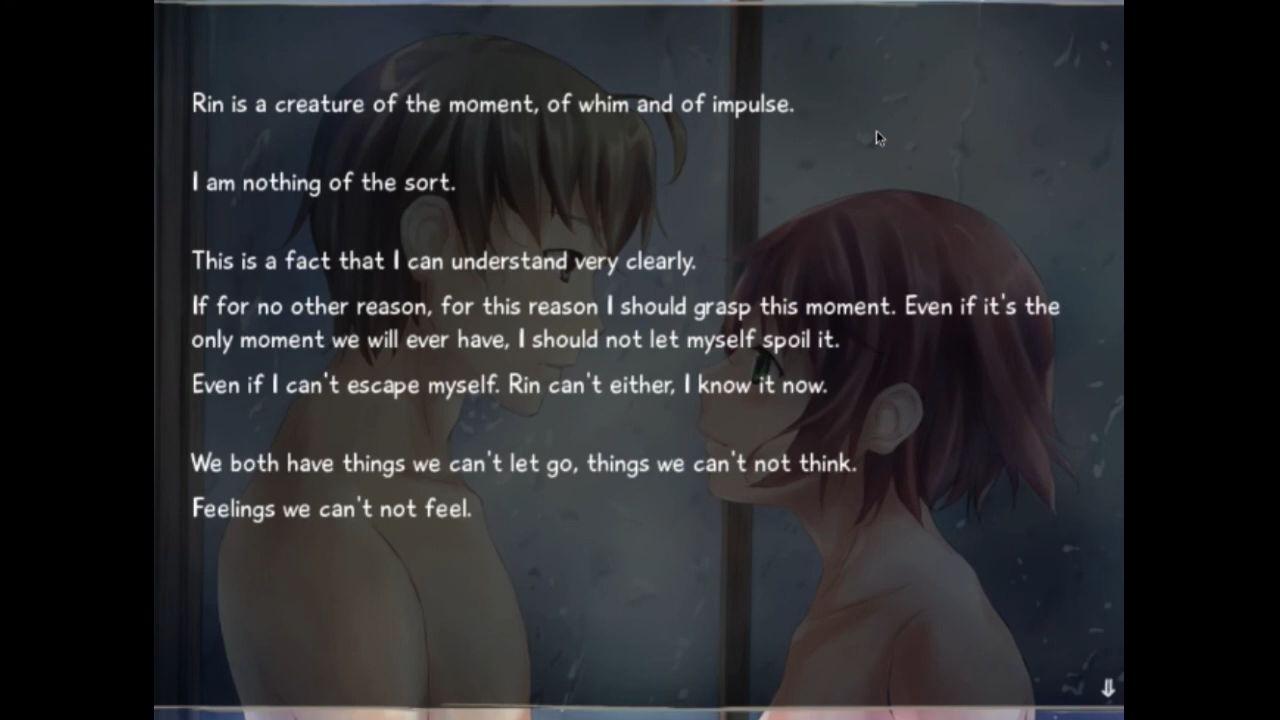 Rin is a creature of the moment, of whim and of impulse.
I am nothing of the sort.
This is a fact that I can understand very clearly.
If for no other reason, for this reason I should grasp this moment. Even if it's the
only moment we will ever have, I should not let myself spoil it.
Even if I can't escape myself. Rin can't either, I know it now.
We both have things we can't let go, things we can't not think.
Feelings we can't not feel.